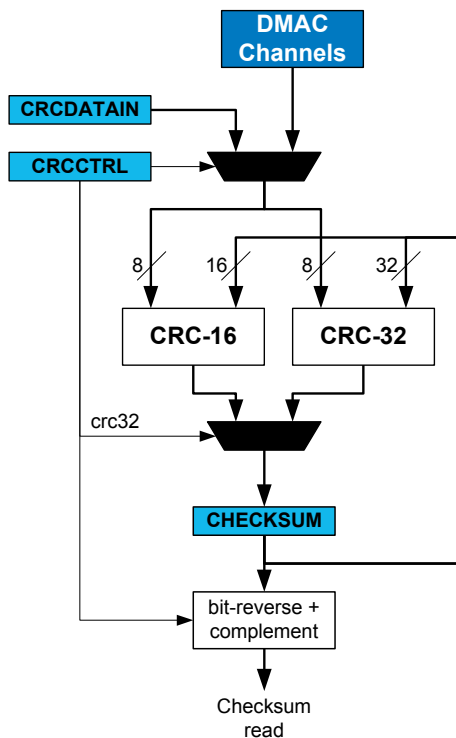 DMAC
Channels
CRCDATAIN
CRCCTRL
8
16
8
32
CRC-16
CRC-32
crc32
CHECKSUM
bit-reverse +
complement
Checksum
read